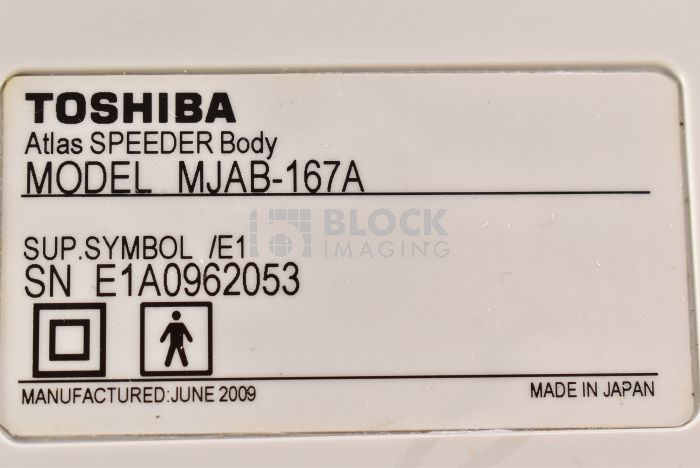 TOSHIBA
Atlas SPEEDER Body
MODEL MJAB-167A
BLOCK
IMAGING
SUP.SYMBOL /E1
SN E1A0962053
MANUFACTURED:JUNE 2009
MADE IN JAPAN